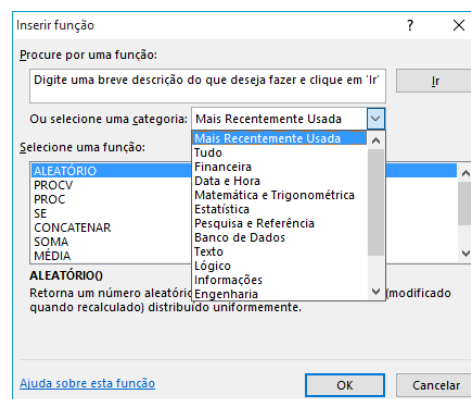 Inserir função ? X
Procure por uma função:
Digite uma breve descrição do que deseja fazer e clique em 'Ir'
Ir
Ou selecione uma categoria: Mais Recentemente Usada
Mais Recentemente Usada
Tudo
Financeira
Data e Hora
Matemática e Trigonométrica
Estatística
Pesquisa e Referência
Banco de Dados
Texto
Lógico
Informações
Engenharia
Selecione uma função:
ALEATÓRIO
PROCV
PROC
SE
CONCATENAR
SOMA
MÉDIA
ALEATÓRIO()
Retorna um número (modificado
quando recalculado) distribuído uniformemente.
Ajuda sobre esta função
OK
Cancelar